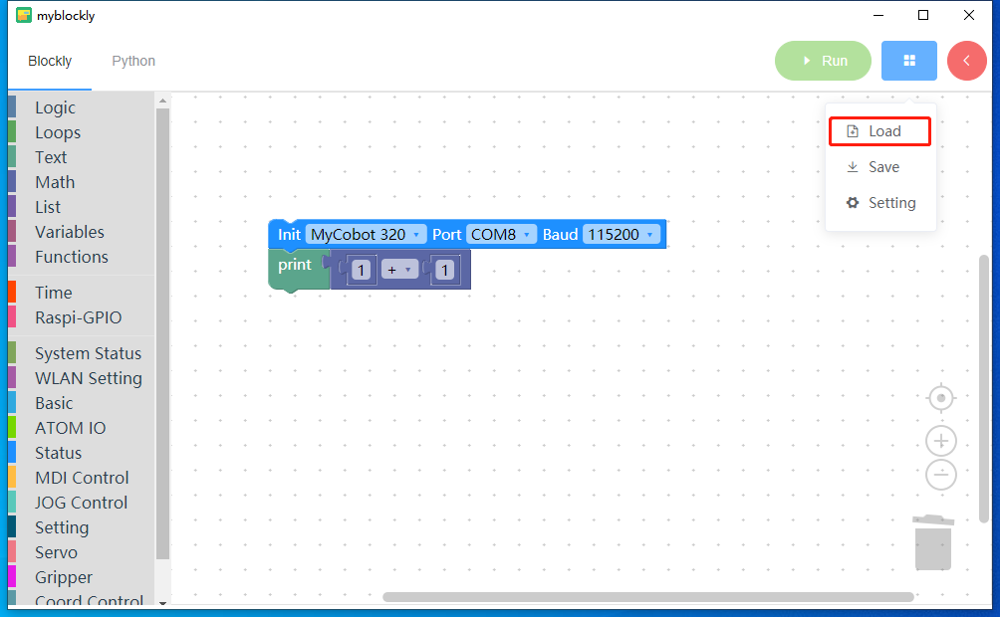 myblockly
Blockly Python Run
Load
Save
Setting
Logic
Loops
Text
Math
List
Variables
Functions
Time
Raspi-GPIO
System Status
WLAN Setting
Basic
ATOM IO
Status
MDI Control
JOG Control
Setting
Servo
Gripper
Coord Control
Init MyCobot 320 Port COM8 Baud 115200
print 1 + 1